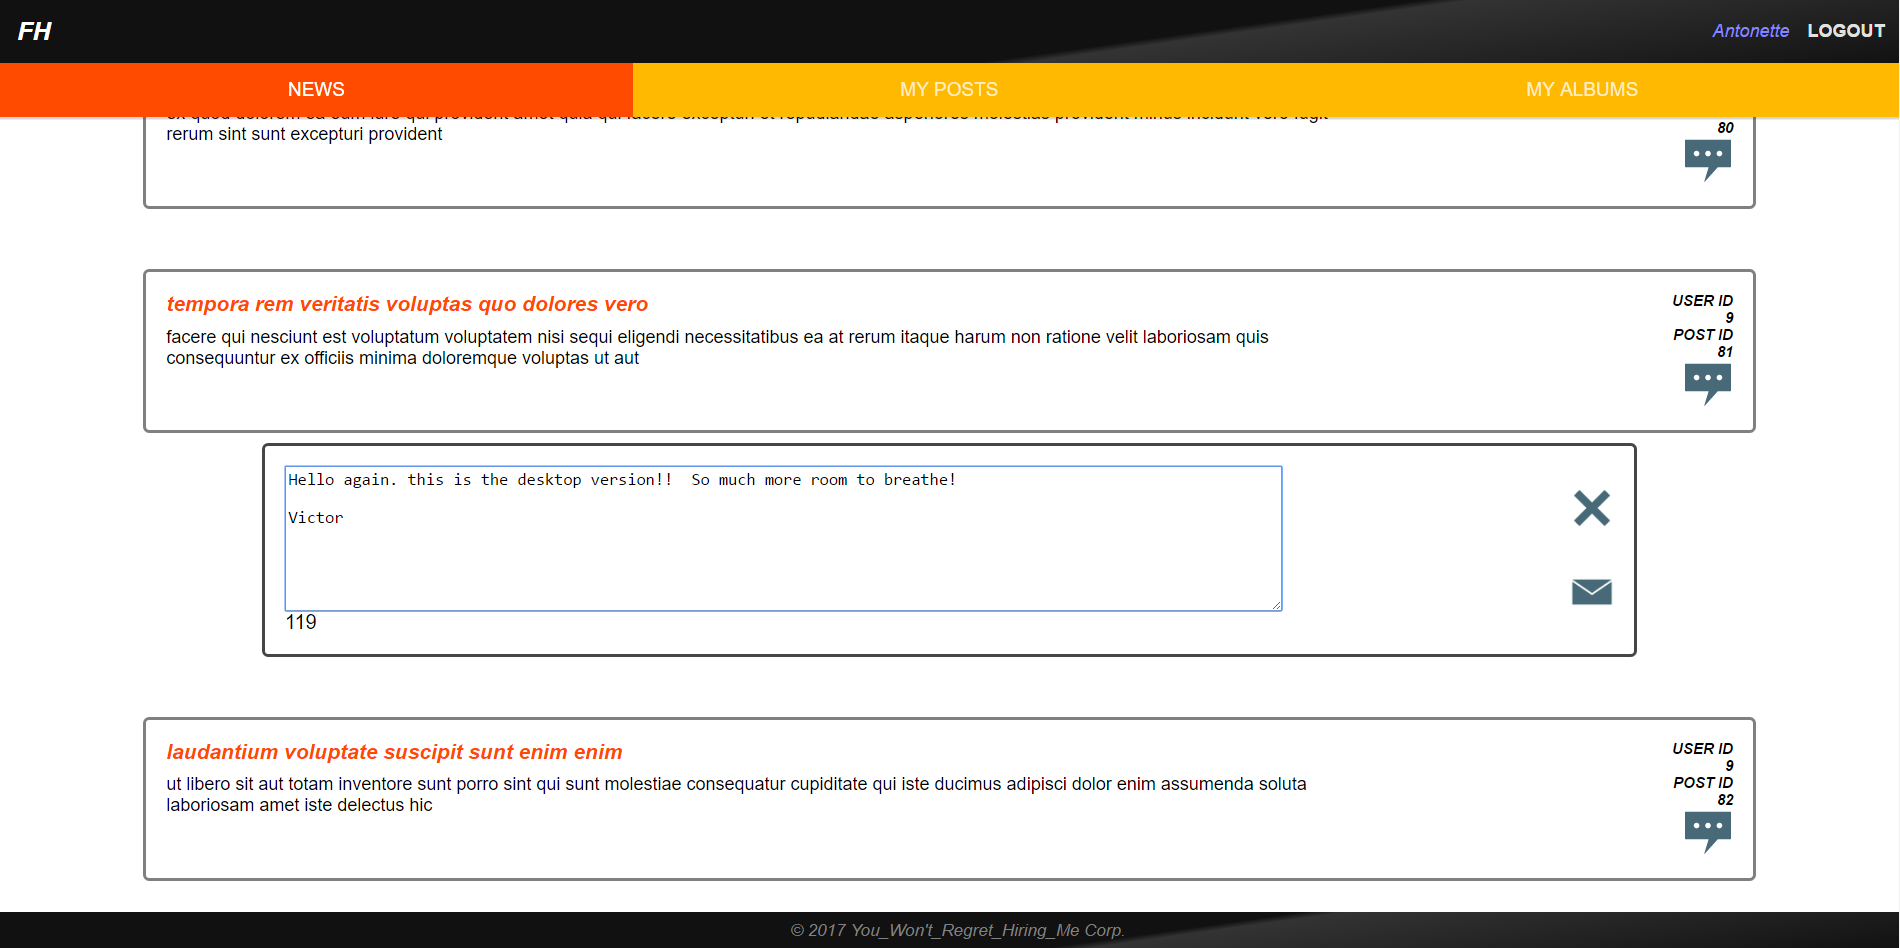 FH
Antonette LOGOUT
NEWS MY POSTS MY ALBUMS
rerum sint sunt excepturi provident
80
tempora rem veritatis voluptas quo dolores vero
facere qui nesciunt est voluptatum voluptatem nisi sequi eligendi necessitatibus ea at rerum itaque harum non ratione velit laboriosam quis
consequuntur ex officiis minima doloremque voluptas ut aut
USER ID
9
POST ID
81
Hello again. this is the desktop version!!  So much more room to breathe!
Victor
119
laudantium voluptate suscipit sunt enim enim
ut libero sit aut totam inventore sunt porro sint qui sunt molestiae consequatur cupiditate qui iste ducimus adipisci dolor enim assumenda soluta
laboriosam amet iste delectus hic
USER ID
9
POST ID
82
© 2017 You_Won't_Regret_Hiring_Me Corp.